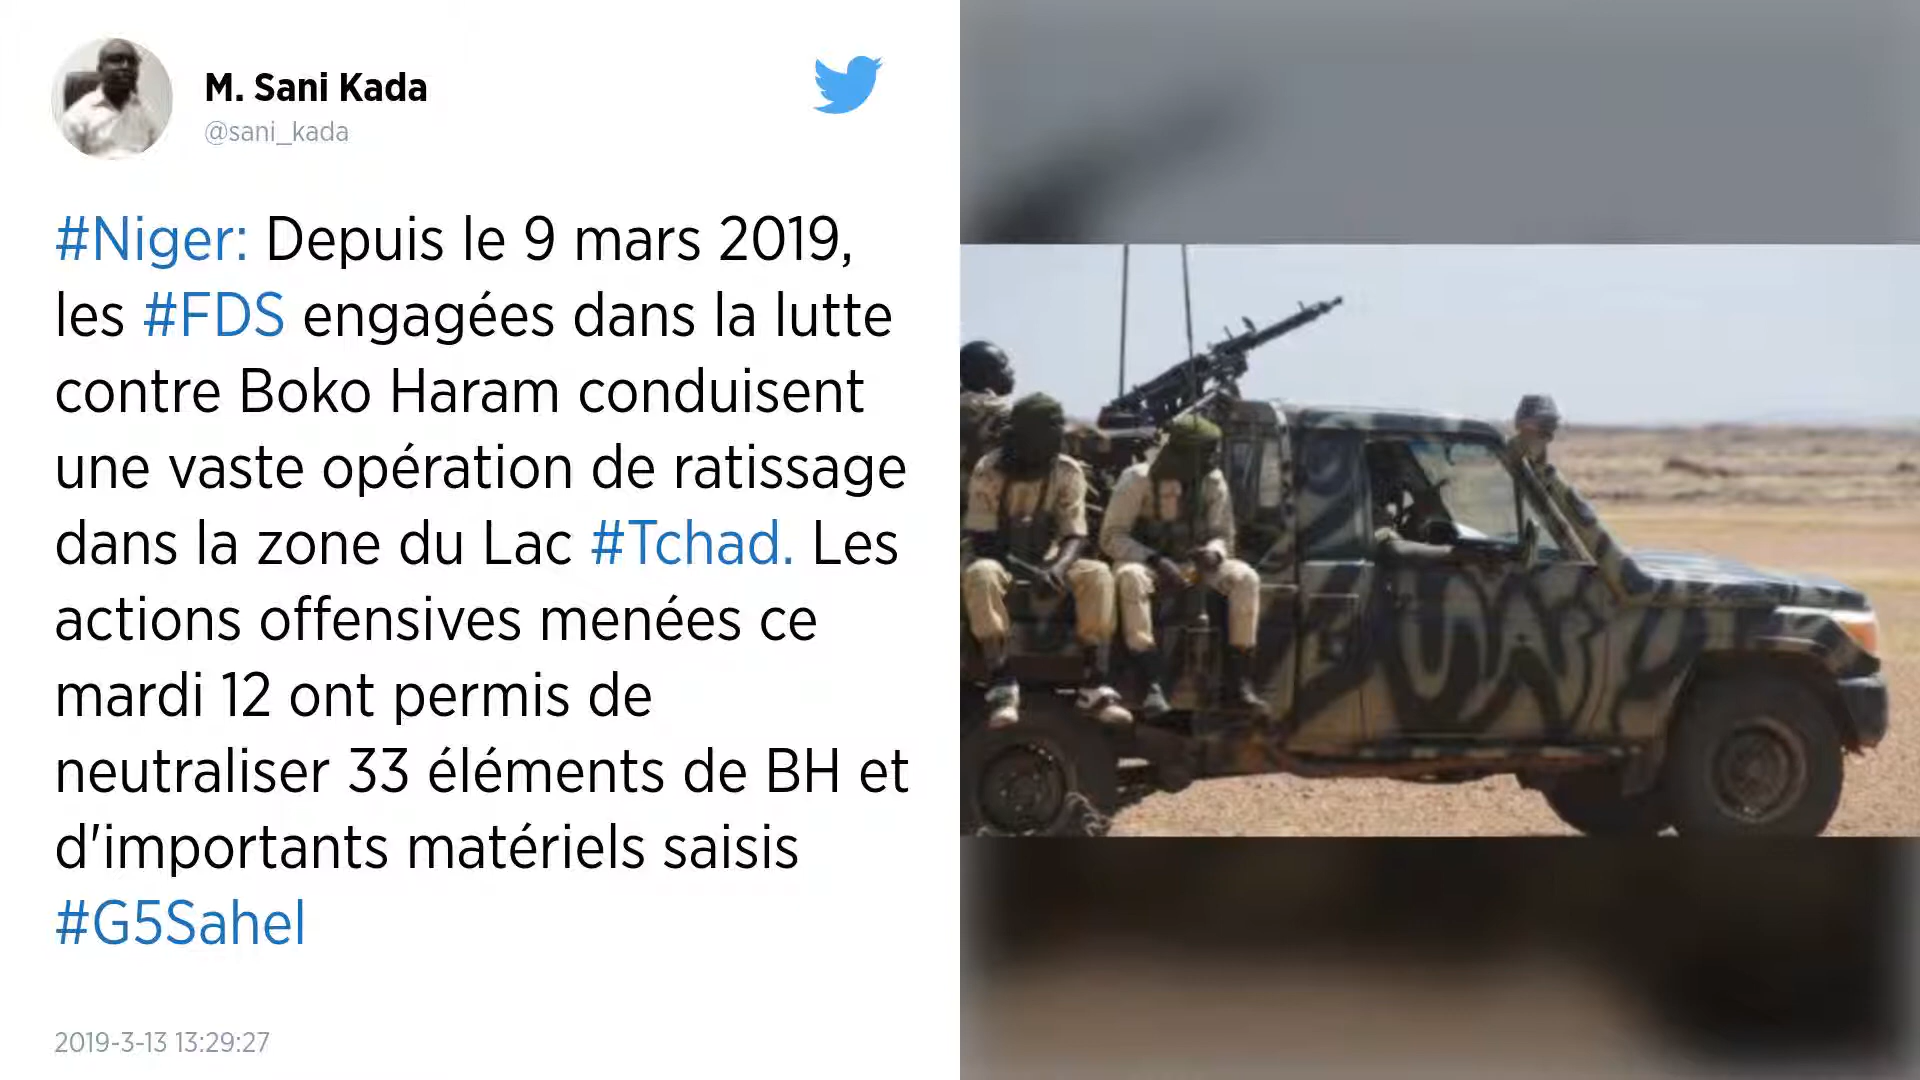 M. Sani Kada
@sani_kada
#Niger: Depuis le 9 mars 2019,
les #FDS engagées dans la lutte
contre Boko Haram conduisent
une vaste opération de ratissage
dans la zone du Lac #Tchad. Les
actions offensives menées ce
mardi 12 ont permis de
neutraliser 33 éléments de BH et
d'importants matériels saisis
#G5Sahel
2019-3-13 13:29:27